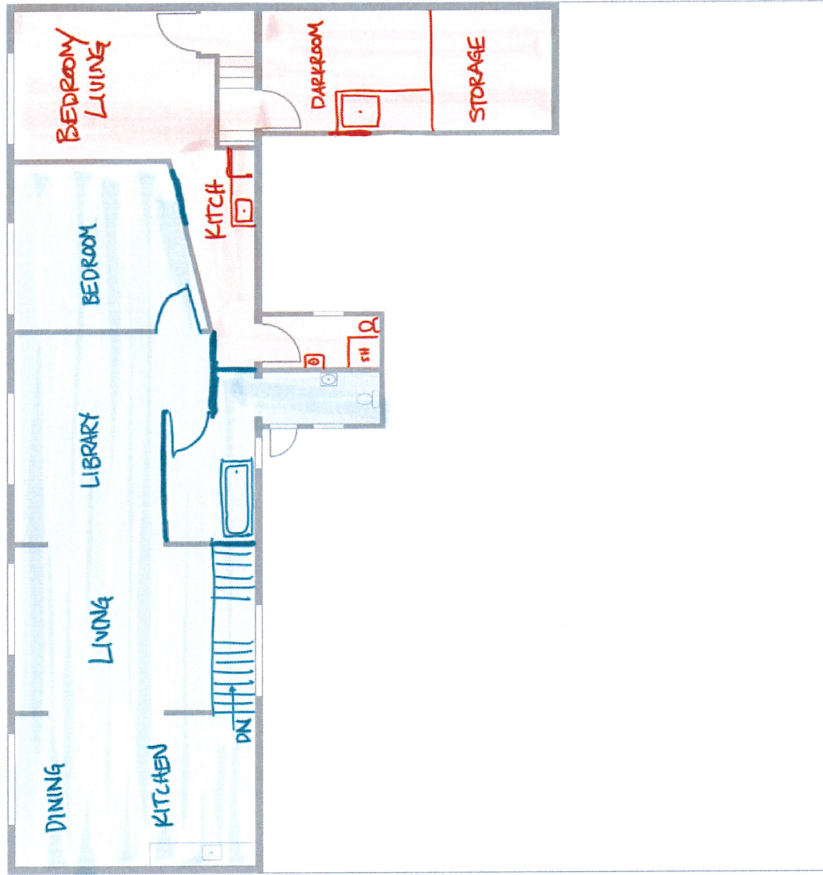 BEDROOM/
LIVING
DARKROOM
STORAGE
KITCH
BEDROOM
SH
LIBRARY
LIVING
DN
DINING
KITCHEN